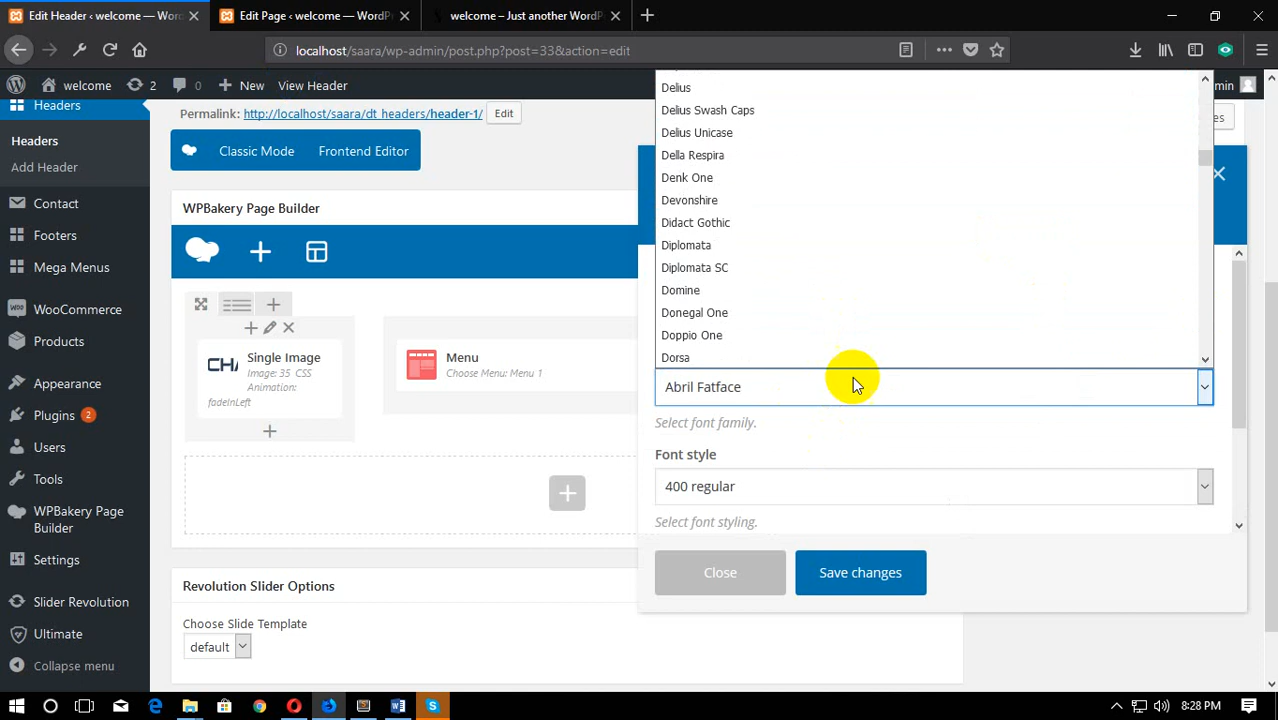 Edit Header ‹ welcome — Wor
Edit Page ‹ welcome — WordPr
welcome – Just another WordP
localhost/saara/wp-admin/post.php?post=33&action=edit
welcome
2
0
New
View Header
min
Headers
Headers
Add Header
Contact
Footers
Mega Menus
WooCommerce
Products
Appearance
Plugins 2
Users
Tools
WPBakery Page
Builder
Settings
Slider Revolution
Ultimate
Collapse menu
Permalink: http://localhost/saara/dt_headers/header-1/ Edit
Classic Mode
Frontend Editor
WPBakery Page Builder
CHA
Single Image
Image: 35 CSS
Animation:
fadeInLeft
Menu
Choose Menu: Menu 1
Revolution Slider Options
Choose Slide Template
default
es
Delius
Delius Swash Caps
Delius Unicase
Della Respira
Denk One
Devonshire
Didact Gothic
Diplomata
Diplomata SC
Domine
Donegal One
Doppio One
Dorsa
Abril Fatface
Select font family.
Font style
400 regular
Select font styling.
Close
Save changes
8:28 PM